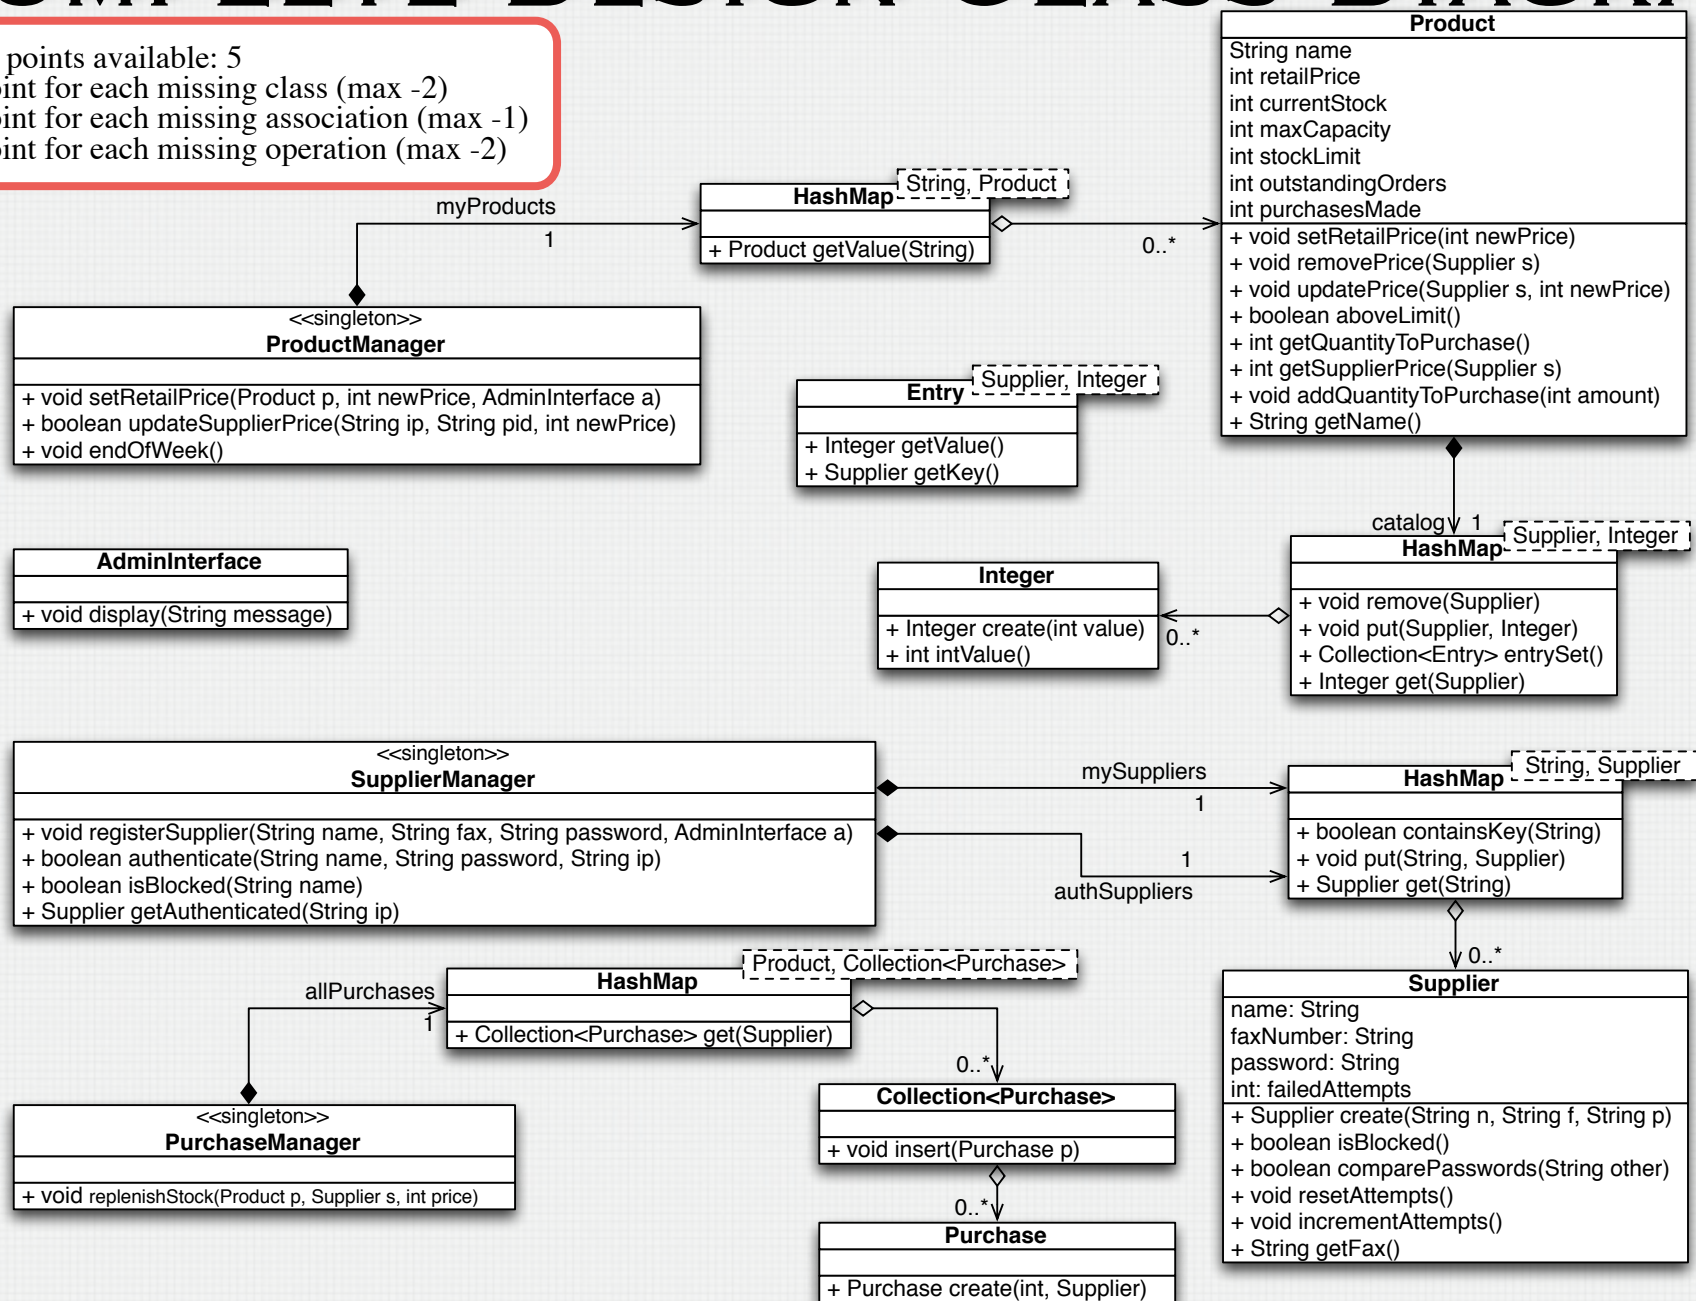 points available: 5
for each missing class (max -2)
for each missing association (max -1)
for each missing operation (max -2)
Product
String name
int retailPrice
int currentStock
int maxCapacity
int stockLimit
int outstandingOrders
int purchasesMade
+ void setRetailPrice(int newPrice)
+ void removePrice(Supplier s)
+ void updatePrice(Supplier s, int newPrice)
+ boolean aboveLimit()
+ int getQuantityToPurchase()
+ int getSupplierPrice(Supplier s)
+ void addQuantityToPurchase(int amount)
+ String getName()
String, Product
HashMap
+ Product getValue(String)
myProducts
1
0..*
<<singleton>>
ProductManager
+ void setRetailPrice(Product p, int newPrice, AdminInterface a)
+ boolean updateSupplierPrice(String ip, String pid, int newPrice)
+ void endOfWeek()
Supplier, Integer
Entry
+ Integer getValue()
+ Supplier getKey()
catalog
1
Supplier, Integer
HashMap
+ void remove(Supplier)
+ void put(Supplier, Integer)
+ Collection<Entry> entrySet()
+ Integer get(Supplier)
AdminInterface
+ void display(String message)
Integer
+ Integer create(int value)
+ int intValue()
0..*
<<singleton>>
SupplierManager
+ void registerSupplier(String name, String fax, String password, AdminInterface a)
+ boolean authenticate(String name, String password, String ip)
+ boolean isBlocked(String name)
+ Supplier getAuthenticated(String ip)
mySuppliers
1
1
authSuppliers
String, Supplier
HashMap
+ boolean containsKey(String)
+ void put(String, Supplier)
+ Supplier get(String)
0..*
Product, Collection<Purchase>
HashMap
+ Collection<Purchase> get(Supplier)
allPurchases
1
0..*
<<singleton>>
PurchaseManager
+ void replenishStock(Product p, Supplier s, int price)
Collection<Purchase>
+ void insert(Purchase p)
0..*
Purchase
+ Purchase create(int, Supplier)
Supplier
name: String
faxNumber: String
password: String
int: failedAttempts
+ Supplier create(String n, String f, String p)
+ boolean isBlocked()
+ boolean comparePasswords(String other)
+ void resetAttempts()
+ void incrementAttempts()
+ String getFax()